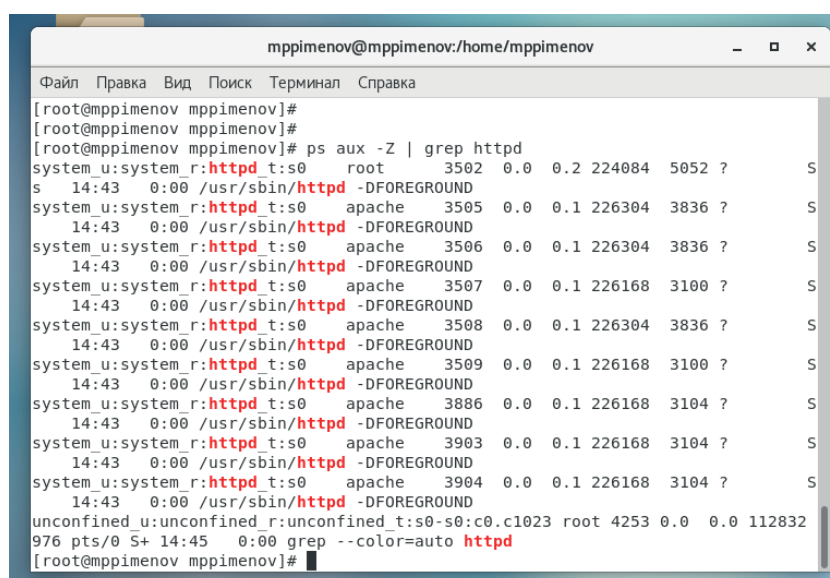 mppimenov@mppimenov:/home/mppimenov
Файл Правка Вид Поиск Терминал Справка
[root@mppimenov mppimenov]#
[root@mppimenov mppimenov]#
[root@mppimenov mppimenov]# ps aux -Z | grep httpd
system_u:system_r:httpd_t:s0    root      3502  0.0  0.2 224084  5052 ?        S
s   14:43   0:00 /usr/sbin/httpd -DFOREGROUND
system_u:system_r:httpd_t:s0    apache    3505  0.0  0.1 226304  3836 ?        S
    14:43   0:00 /usr/sbin/httpd -DFOREGROUND
system_u:system_r:httpd_t:s0    apache    3506  0.0  0.1 226304  3836 ?        S
    14:43   0:00 /usr/sbin/httpd -DFOREGROUND
system_u:system_r:httpd_t:s0    apache    3507  0.0  0.1 226168  3100 ?        S
    14:43   0:00 /usr/sbin/httpd -DFOREGROUND
system_u:system_r:httpd_t:s0    apache    3508  0.0  0.1 226304  3836 ?        S
    14:43   0:00 /usr/sbin/httpd -DFOREGROUND
system_u:system_r:httpd_t:s0    apache    3509  0.0  0.1 226168  3100 ?        S
    14:43   0:00 /usr/sbin/httpd -DFOREGROUND
system_u:system_r:httpd_t:s0    apache    3886  0.0  0.1 226168  3104 ?        S
    14:43   0:00 /usr/sbin/httpd -DFOREGROUND
system_u:system_r:httpd_t:s0    apache    3903  0.0  0.1 226168  3104 ?        S
    14:43   0:00 /usr/sbin/httpd -DFOREGROUND
system_u:system_r:httpd_t:s0    apache    3904  0.0  0.1 226168  3104 ?        S
    14:43   0:00 /usr/sbin/httpd -DFOREGROUND
unconfined_u:unconfined_r:unconfined_t:s0-s0:c0.c1023 root 4253 0.0  0.0 112832
976 pts/0 S+ 14:45   0:00 grep --color=auto httpd
[root@mppimenov mppimenov]#